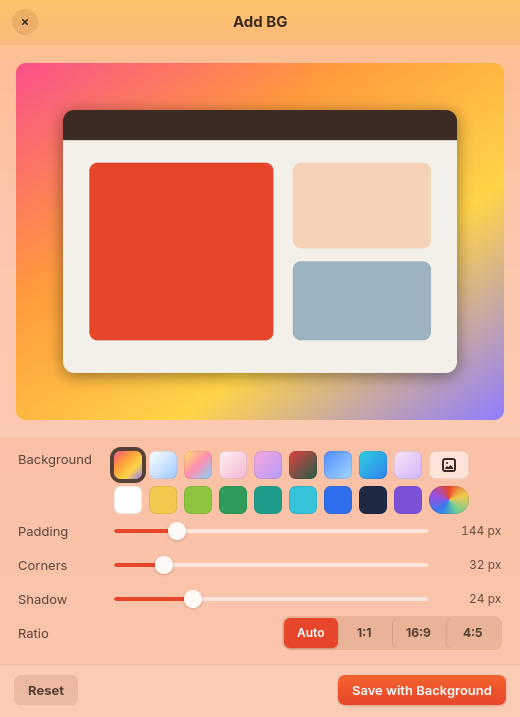 Add BG
Background
Padding 144 px
Corners 32 px
Shadow 24 px
Ratio Auto 1:1 16:9 4:5
Reset Save with Background